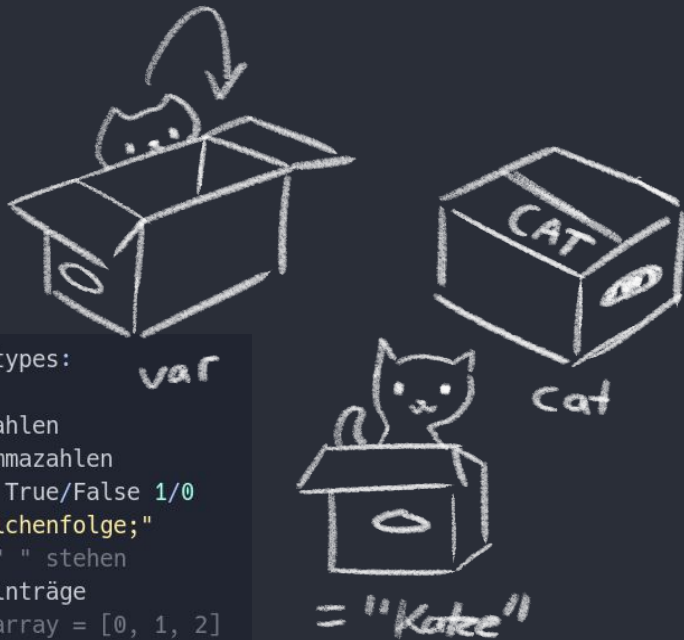 CAT
var
cat
types:
ahlen
mmazahlen
True/False 1/0
ichenfolge;"
" stehen
inträge
array = [0, 1, 2]
= "Katze"